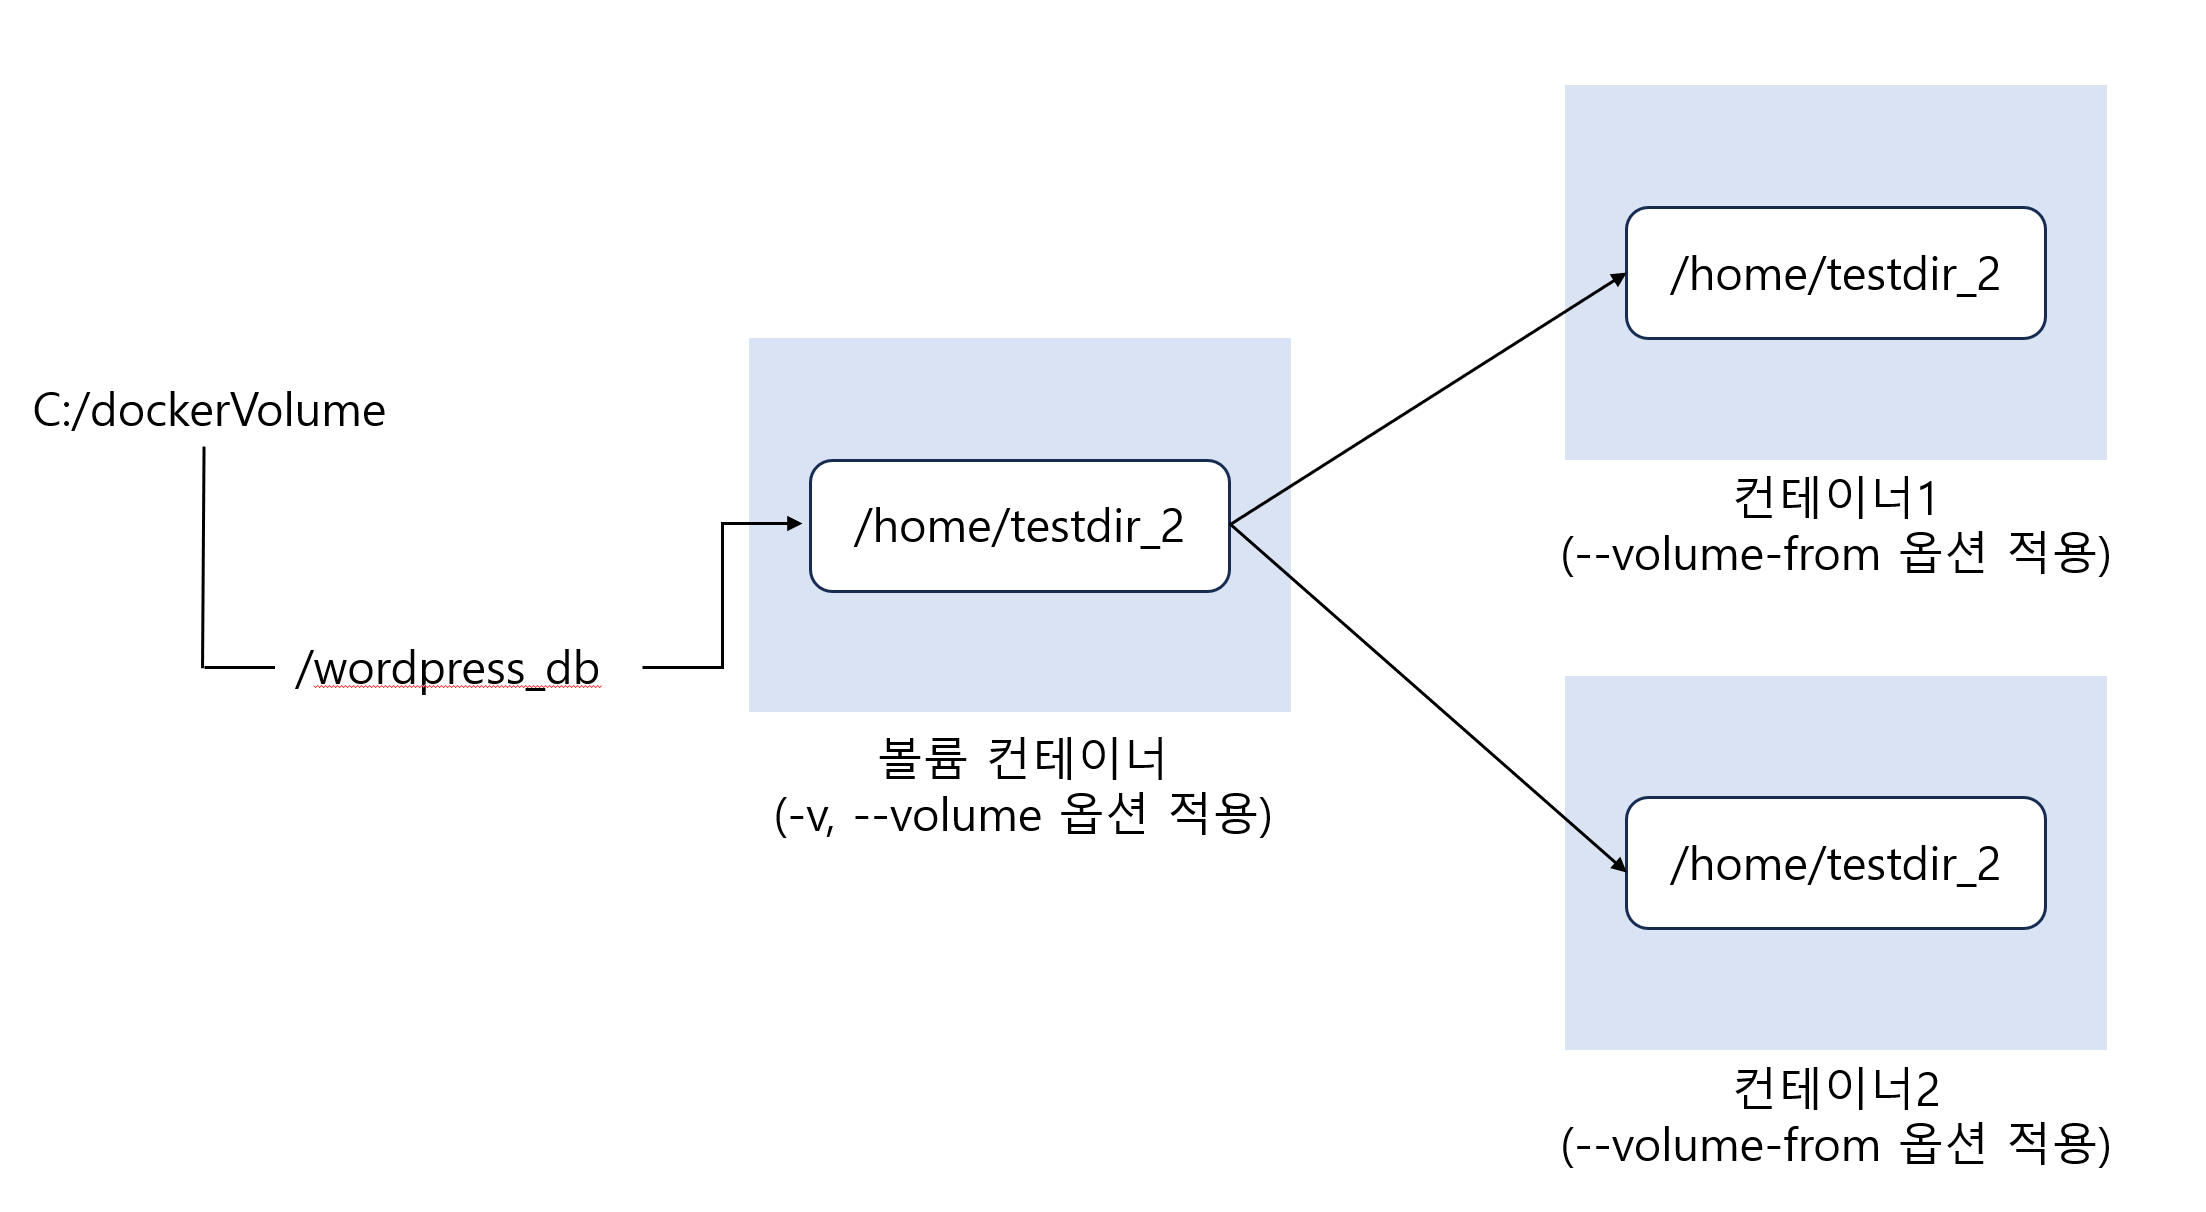 C:/dockerVolume
/wordpress_db
/home/testdir_2
볼륨 컨테이너
(-v, --volume 옵션 적용)
/home/testdir_2
컨테이너1
(--volume-from 옵션 적용)
/home/testdir_2
컨테이너2
(--volume-from 옵션 적용)